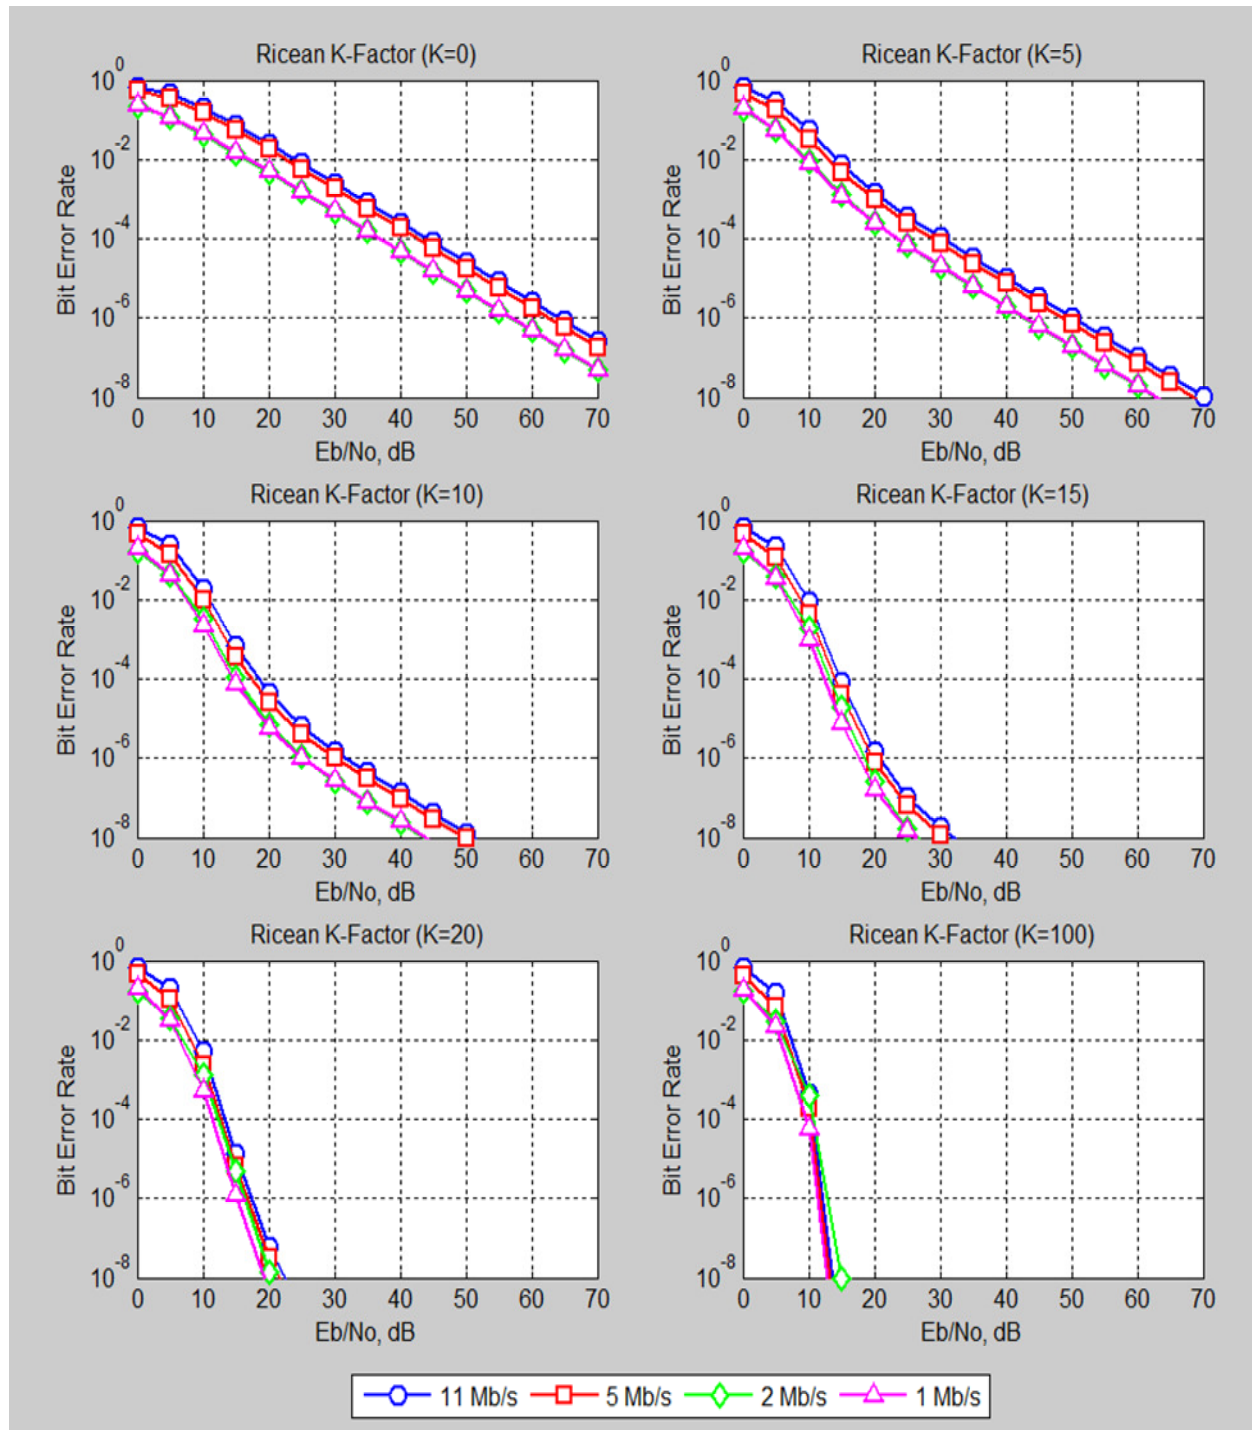 Ricean K-Factor (K=0)
10^0
10^-2
10^-4
10^-6
10^-8
Bit Error Rate
0 10 20 30 40 50 60 70
Eb/No, dB
Ricean K-Factor (K=5)
10^0
10^-2
10^-4
10^-6
10^-8
Bit Error Rate
0 10 20 30 40 50 60 70
Eb/No, dB
Ricean K-Factor (K=10)
10^0
10^-2
10^-4
10^-6
10^-8
Bit Error Rate
0 10 20 30 40 50 60 70
Eb/No, dB
Ricean K-Factor (K=15)
10^0
10^-2
10^-4
10^-6
10^-8
Bit Error Rate
0 10 20 30 40 50 60 70
Eb/No, dB
Ricean K-Factor (K=20)
10^0
10^-2
10^-4
10^-6
10^-8
Bit Error Rate
0 10 20 30 40 50 60 70
Eb/No, dB
Ricean K-Factor (K=100)
10^0
10^-2
10^-4
10^-6
10^-8
Bit Error Rate
0 10 20 30 40 50 60 70
Eb/No, dB
11 Mb/s 5 Mb/s 2 Mb/s 1 Mb/s